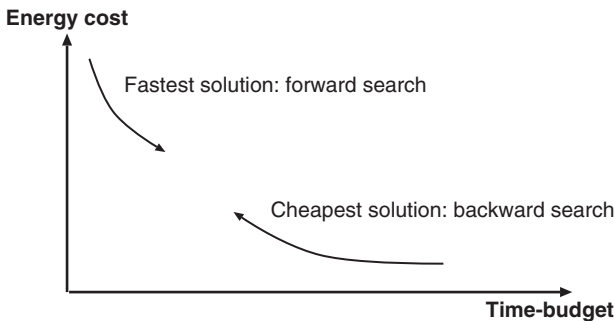 Energy cost
Fastest solution: forward search
Cheapest solution: backward search
Time-budget